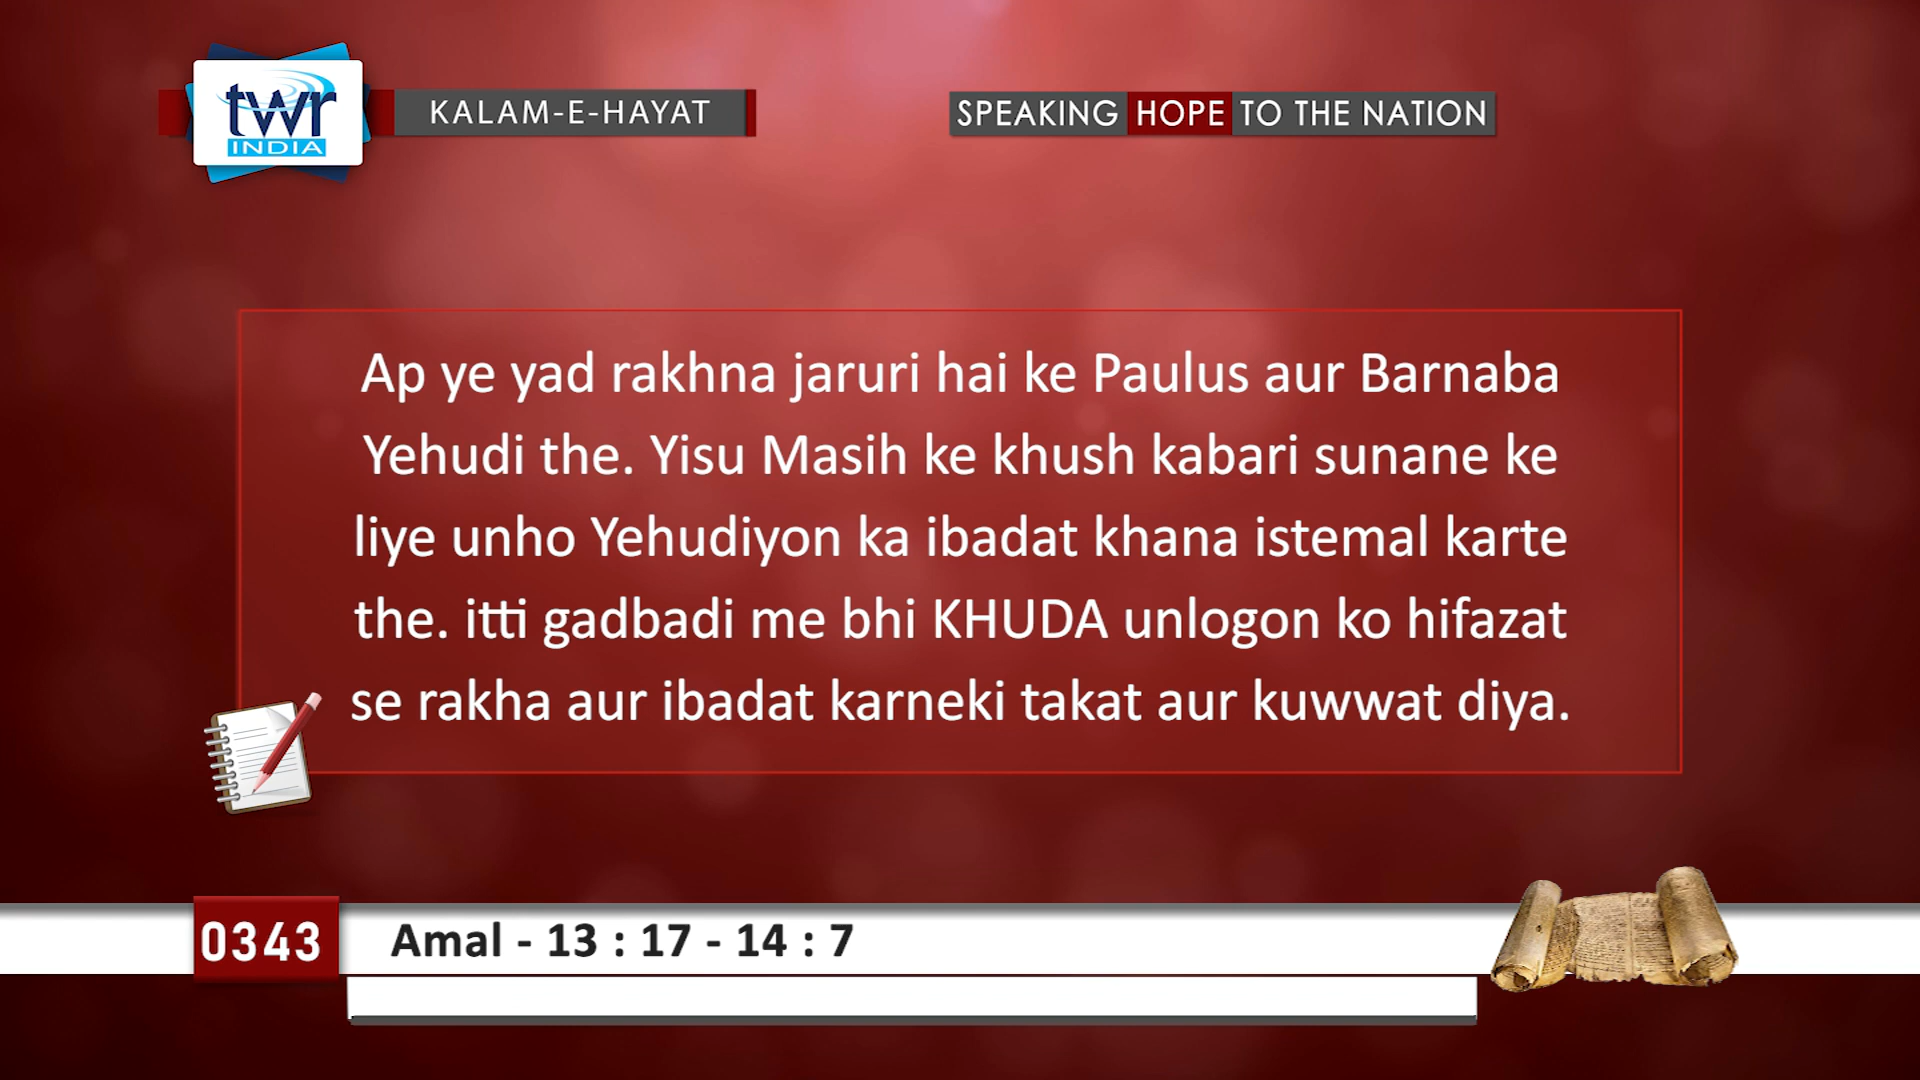 twr
INDIA
KALAM-E-HAYAT
SPEAKING HOPE TO THE NATION
Ap ye yad rakhna jaruri hai ke Paulus aur Barnaba
Yehudi the. Yisu Masih ke khush kabari sunane ke
liye unho Yehudiyon ka ibadat khana istemal karte
the. itti gadbadi me bhi KHUDA unlogon ko hifazat
se rakha aur ibadat karneki takat aur kuwwat diya.
0343
Amal - 13 : 17 - 14 : 7